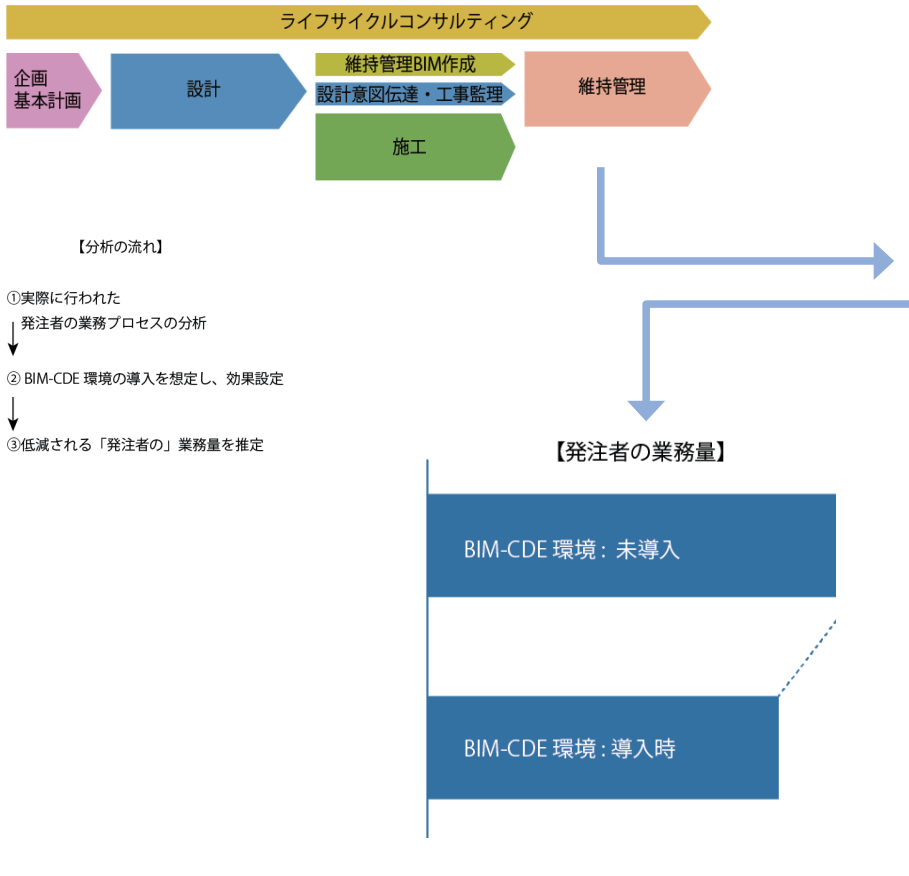 ライフサイクルコンサルティング
企画
基本計画
設計
維持管理BIM作成
設計意図伝達・工事監理
施工
維持管理
【分析の流れ】
①実際に行われた
発注者の業務プロセスの分析
② BIM-CDE 環境の導入を想定し、効果設定
③低減される「発注者の」業務量を推定
【発注者の業務量】
BIM-CDE 環境 : 未導入
BIM-CDE 環境 : 導入時